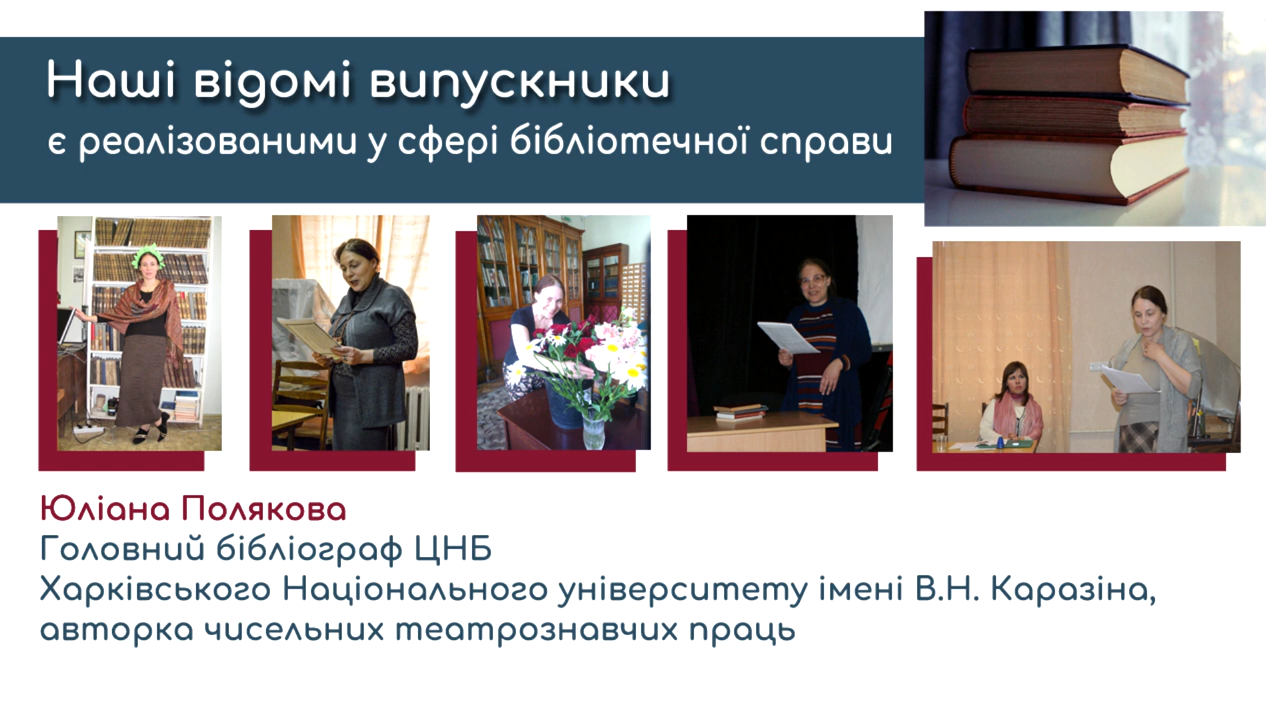 Наші відомі випускники
є реалізованими у сфері бібліотечної справи
Юліана Полякова
Головний бібліограф ЦНБ
Харківського Національного університету імені В.Н. Каразіна,
авторка чисельних театрознавчих праць